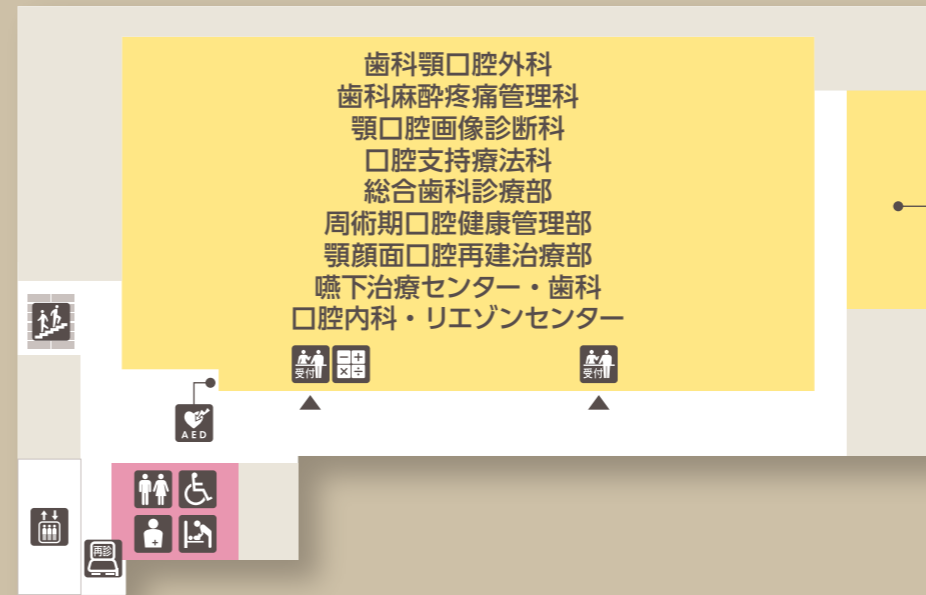 歯科顎口腔外科
歯科麻酔疼痛管理科
顎口腔画像診断科
口腔支持療法科
総合歯科診療部
周術期口腔健康管理部
顎顔面口腔再建治療部
嚥下治療センター・歯科
口腔内科・リエゾンセンター
受付
受付
AED
再診